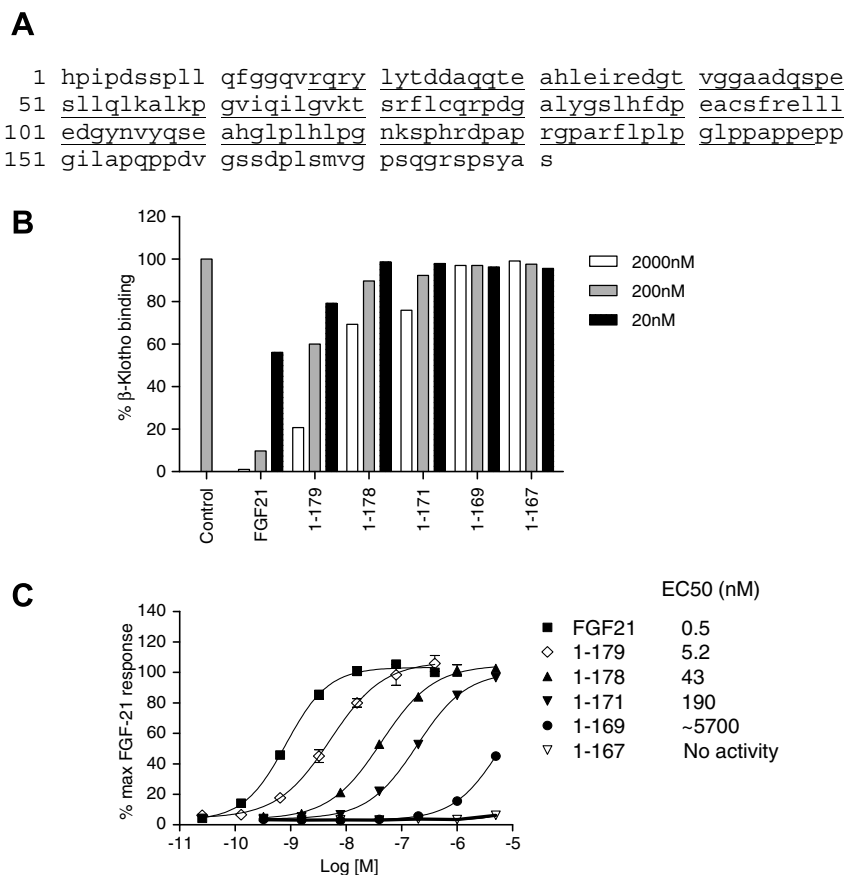 A
1 hpipdsspll qfggqvrqry lytddaqqte ahleiredgt vggaadqspe
51 sllqlkalkp gviqilgvkt srflcqrpdg alygslhfdp eacsfrelll
101 edgynvyqse ahglplhlpg nksphrdpap rgparflplp glppappepp
151 gilapqppdv gssdplsmvg psqgrspsya s
B
% β-Klotho binding
120
100
80
60
40
20
0
Control
FGF21
1-179
1-178
1-171
1-169
1-167
2000nM
200nM
20nM
C
% max FGF-21 response
140
120
100
80
60
40
20
0
-11 -10 -9 -8 -7 -6 -5
Log [M]
EC50 (nM)
FGF21 0.5
1-179 5.2
1-178 43
1-171 190
1-169 ~5700
1-167 No activity